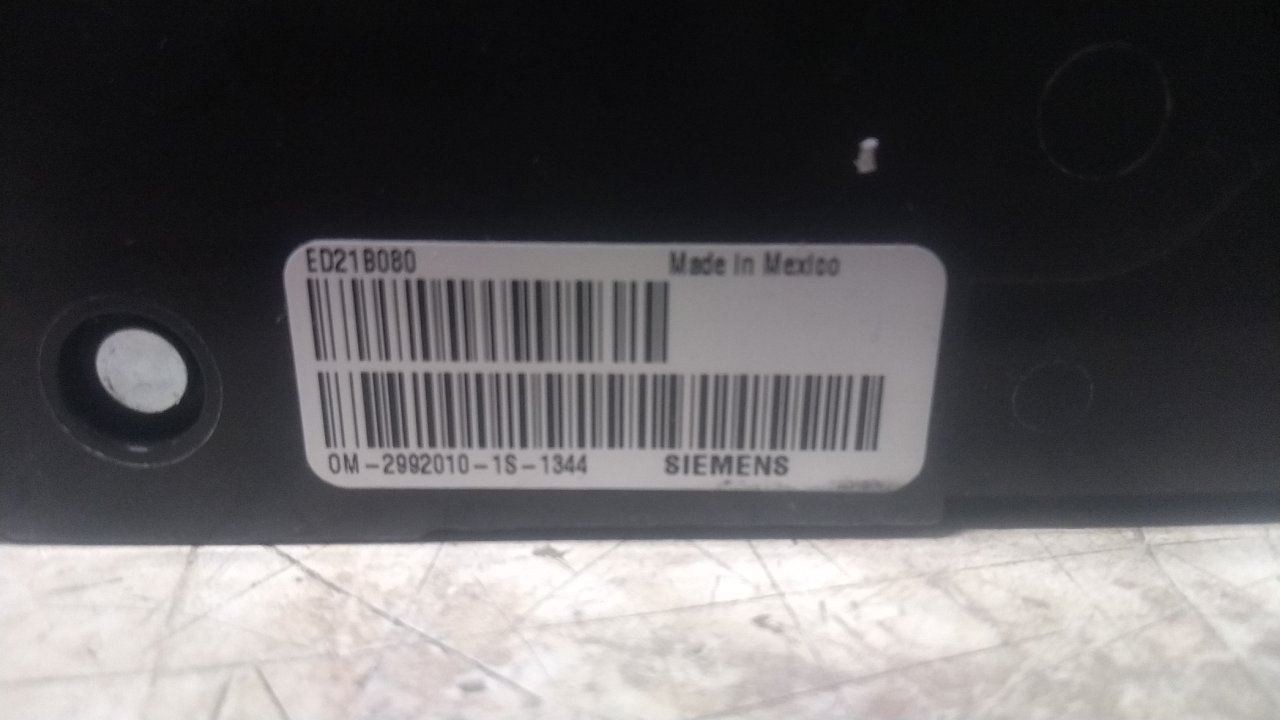 ED21B080 Made in Mexico
0M-2992010-1S-1344 SIEMENS